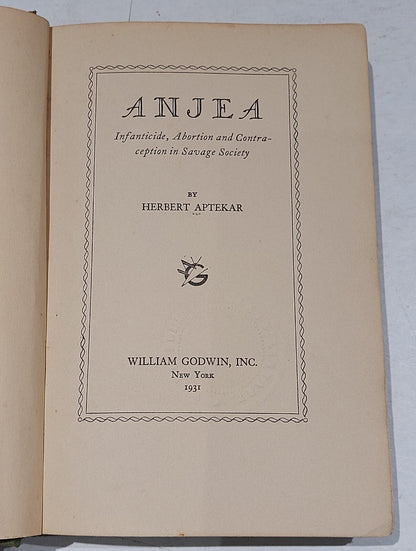 ANJEA
Infanticide, Abortion and Contra-
ception in Savage Society
BY
HERBERT APTEKAR
WILLIAM GODWIN, INC.
NEW YORK
1931